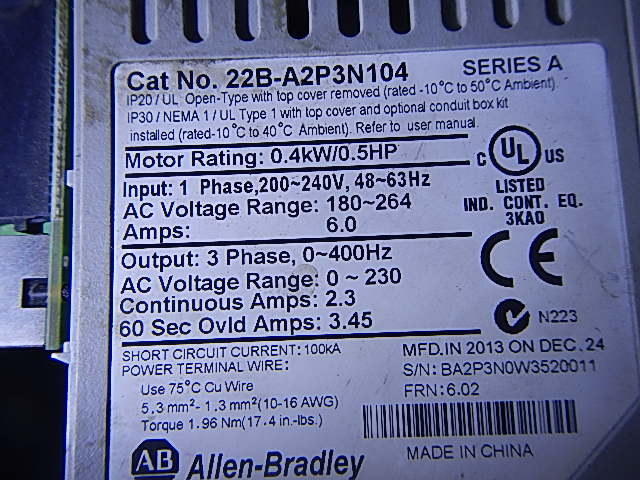 Cat No. 22B-A2P3N104 SERIES A
IP20 / UL Open-Type with top cover removed (rated -10°C to 50°C Ambient).
IP30 / NEMA 1 / UL Type 1 with top cover and optional conduit box kit
installed (rated-10°C to 40°C Ambient). Refer to user manual.
Motor Rating: 0.4kW/0.5HP
Input: 1 Phase,200~240V, 48~63Hz
AC Voltage Range: 180~264
Amps: 6.0
C UL US
LISTED
IND. CONT. EQ.
3KA0
Output: 3 Phase, 0~400Hz
AC Voltage Range: 0~230
Continuous Amps: 2.3
60 Sec Ovld Amps: 3.45
CE
N223
SHORT CIRCUIT CURRENT: 100kA
POWER TERMINAL WIRE:
Use 75°C Cu Wire
5.3 mm²- 1.3 mm²(10-16 AWG)
Torque 1.96 Nm(17.4 in.-lbs.)
MFD.IN 2013 ON DEC. 24
S/N: BA2P3N0W3520011
FRN: 6.02
MADE IN CHINA
AB Allen-Bradley